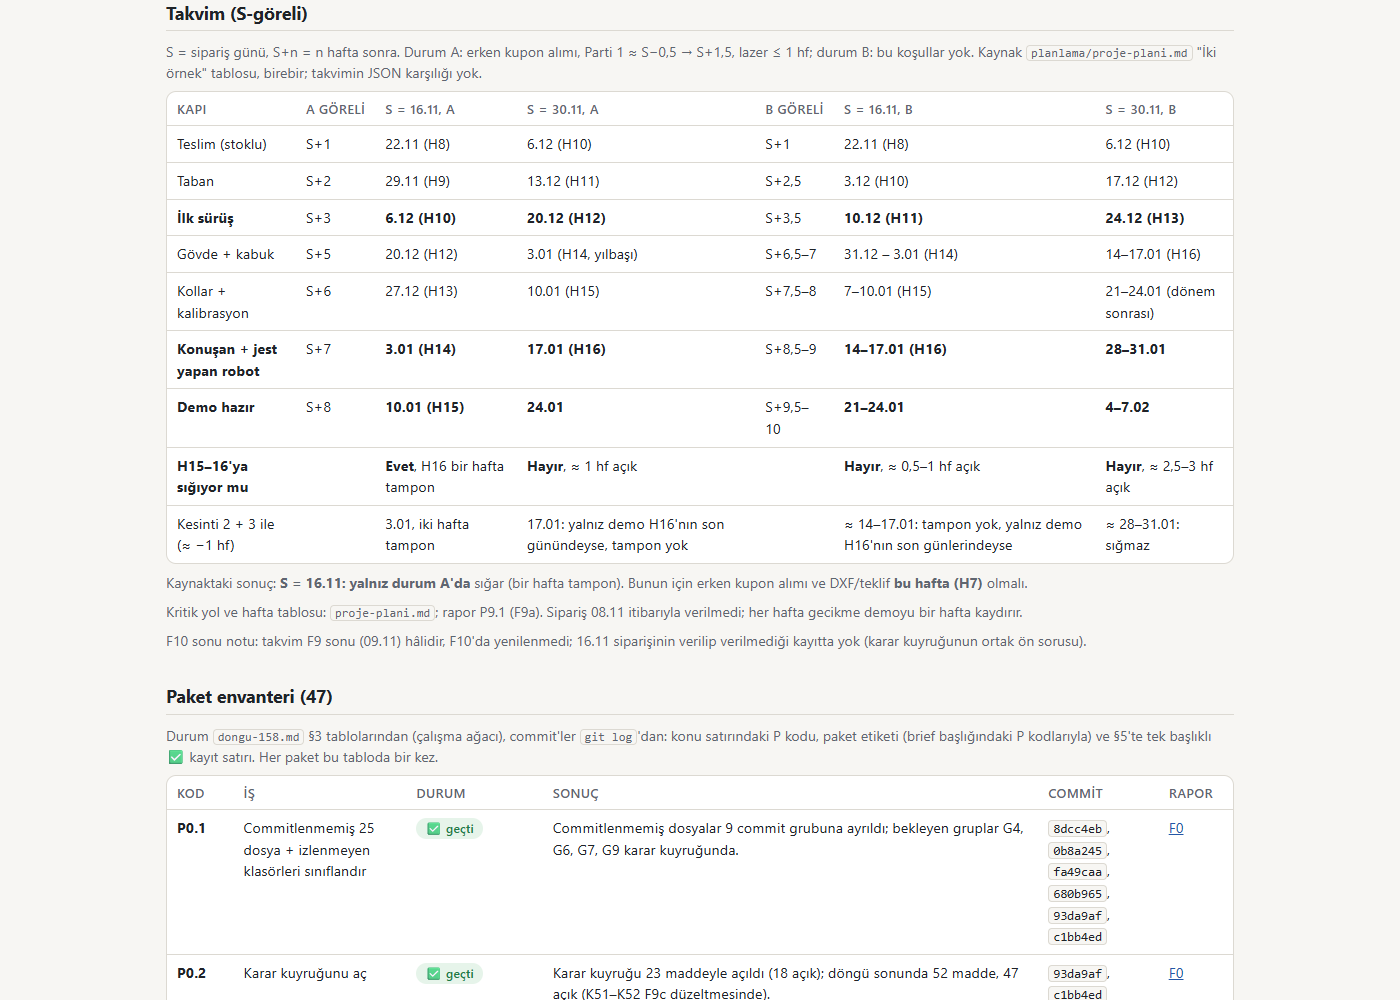 Takvim (S-göreli)
S = sipariş günü, S+n = n hafta sonra. Durum A: erken kupon alımı, Parti 1 ≈ S−0,5 → S+1,5, lazer ≤ 1 hf; durum B: bu koşullar yok. Kaynak planlama/proje-plani.md "İki
örnek" tablosu, birebir; takvimin JSON karşılığı yok.
KAPI A GÖRELİ S = 16.11, A S = 30.11, A B GÖRELİ S = 16.11, B S = 30.11, B
Teslim (stoklu) S+1 22.11 (H8) 6.12 (H10) S+1 22.11 (H8) 6.12 (H10)
Taban S+2 29.11 (H9) 13.12 (H11) S+2,5 3.12 (H10) 17.12 (H12)
İlk sürüş S+3 6.12 (H10) 20.12 (H12) S+3,5 10.12 (H11) 24.12 (H13)
Gövde + kabuk S+5 20.12 (H12) 3.01 (H14, yılbaşı) S+6,5–7 31.12 – 3.01 (H14) 14–17.01 (H16)
Kollar + S+6 27.12 (H13) 10.01 (H15) S+7,5–8 7–10.01 (H15) 21–24.01 (dönem
kalibrasyon sonrası)
Konuşan + jest S+7 3.01 (H14) 17.01 (H16) S+8,5–9 14–17.01 (H16) 28–31.01
yapan robot
Demo hazır S+8 10.01 (H15) 24.01 S+9,5– 21–24.01 4–7.02
10
H15–16'ya Evet, H16 bir hafta Hayır, ≈ 1 hf açık Hayır, ≈ 0,5–1 hf açık Hayır, ≈ 2,5–3 hf
sığıyor mu tampon açık
Kesinti 2 + 3 ile 3.01, iki hafta 17.01: yalnız demo H16'nın son ≈ 14–17.01: tampon yok, yalnız demo ≈ 28–31.01:
(≈ −1 hf) tampon gününde­yse, tampon yok H16'nın son günlerindeyse sığmaz
Kaynaktaki sonuç: S = 16.11: yalnız durum A'da sığar (bir hafta tampon). Bunun için erken kupon alımı ve DXF/teklif bu hafta (H7) olmalı.
Kritik yol ve hafta tablosu: proje-plani.md; rapor P9.1 (F9a). Sipariş 08.11 itibarıyla verilmedi; her hafta gecikme demoyu bir hafta kaydırır.
F10 sonu notu: takvim F9 sonu (09.11) hâlidir, F10'da yenilenmedi; 16.11 siparişinin verilip verilmediği kayıtta yok (karar kuyruğunun ortak ön sorusu).
Paket envanteri (47)
Durum dongu-158.md §3 tablolarından (çalışma ağacı), commit'ler git log'dan: konu satırındaki P kodu, paket etiketi (brief başlığındaki P kodlarıyla) ve §5'te tek başlıklı
✅ kayıt satırı. Her paket bu tabloda bir kez.
KOD İŞ DURUM SONUÇ COMMİT RAPOR
P0.1 Commitlenmemiş 25 ✅ geçti Commitlenmemiş dosyalar 9 commit grubuna ayrıldı; bekleyen gruplar G4, 8dcc4eb, F0
dosya + izlenmeyen G6, G7, G9 karar kuyruğunda. 0b8a245,
klasörleri sınıflandır fa49caa,
680b965,
93da9af,
c1bb4ed
P0.2 Karar kuyruğunu aç ✅ geçti Karar kuyruğu 23 maddeyle açıldı (18 açık); döngü sonunda 52 madde, 47 93da9af, F0
açık (K51–K52 F9c düzeltmesinde). c1bb4ed